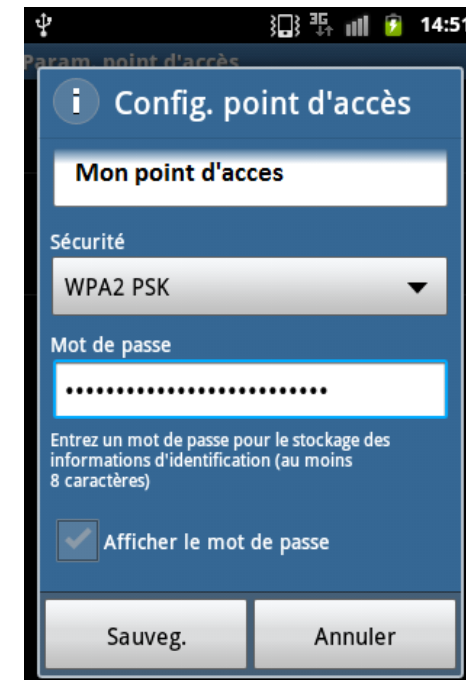 3G 14:51
Param. point d'accès
i Config. point d'accès
Mon point d'acces
Sécurité
WPA2 PSK
Mot de passe
••••••••••••••••••••••••••
Entrez un mot de passe pour le stockage des
informations d'identification (au moins
8 caractères)
Afficher le mot de passe
Sauveg. Annuler